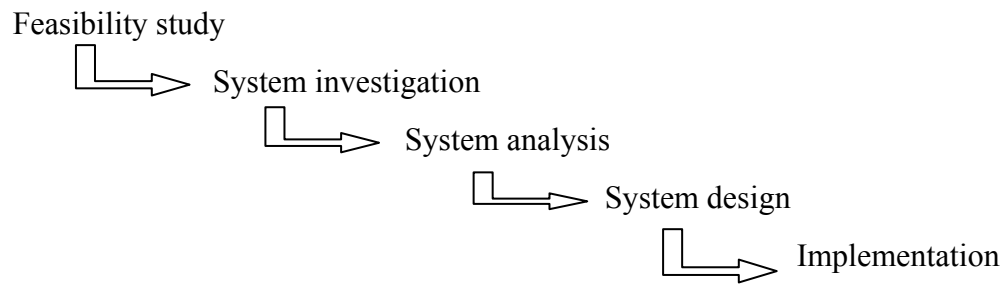 Feasibility study
System investigation
System analysis
System design
Implementation